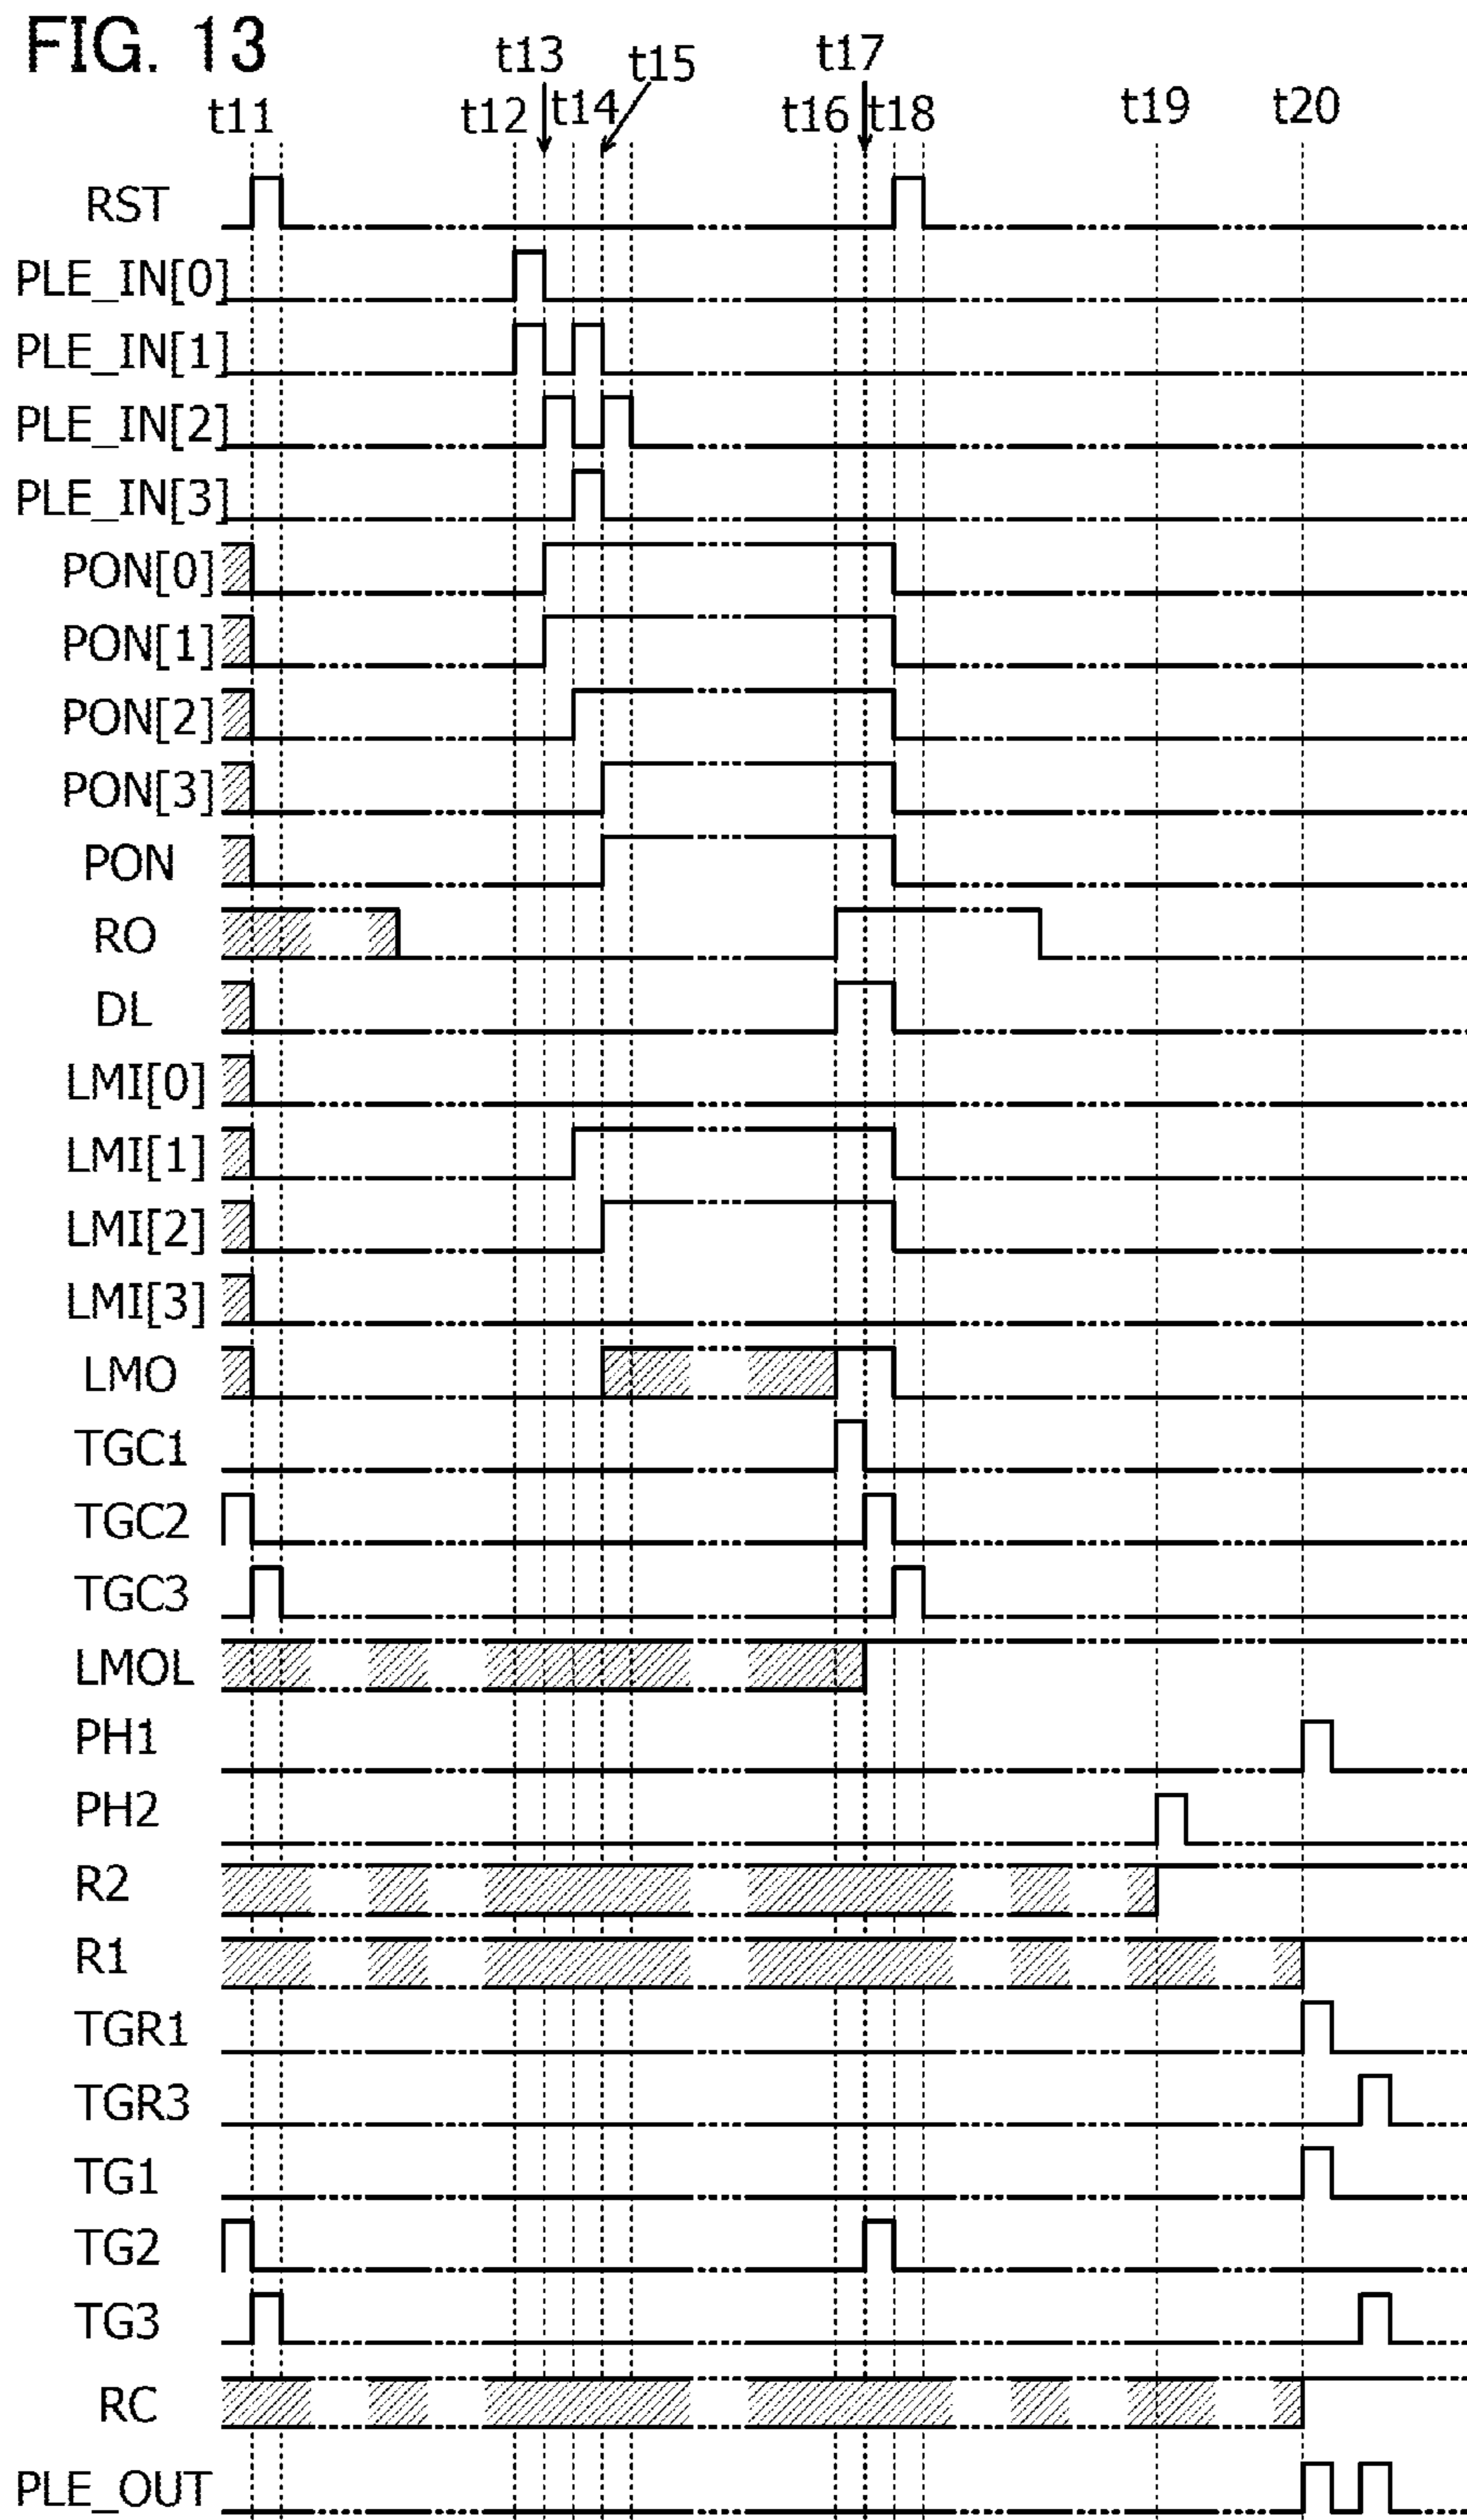 FIG. 13
t13
t15
t17
t11
t12
t14
t16
t18
t19
t20
RST
PLE_IN[0]
PLE_IN[1]
PLE_IN[2]
PLE_IN[3]
PON[0]
PON[1]
PON[2]
PON[3]
PON
RO
DL
LMI[0]
LMI[1]
LMI[2]
LMI[3]
LMO
TGC1
TGC2
TGC3
LMOL
PH1
PH2
R2
R1
TGR1
TGR3
TG1
TG2
TG3
RC
PLE_OUT